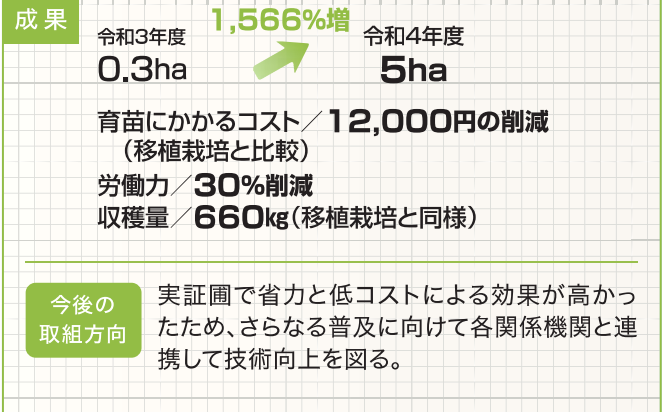 成果
1,566%増
令和3年度
令和4年度
0.3ha
5ha
育苗にかかるコスト／12,000円の削減
（移植栽培と比較）
労働力／30%削減
収穫量／660㎏（移植栽培と同様）
今後の
取組方向
実証圃で省力と低コストによる効果が高かっ
たため、さらなる普及に向けて各関係機関と連
携して技術向上を図る。